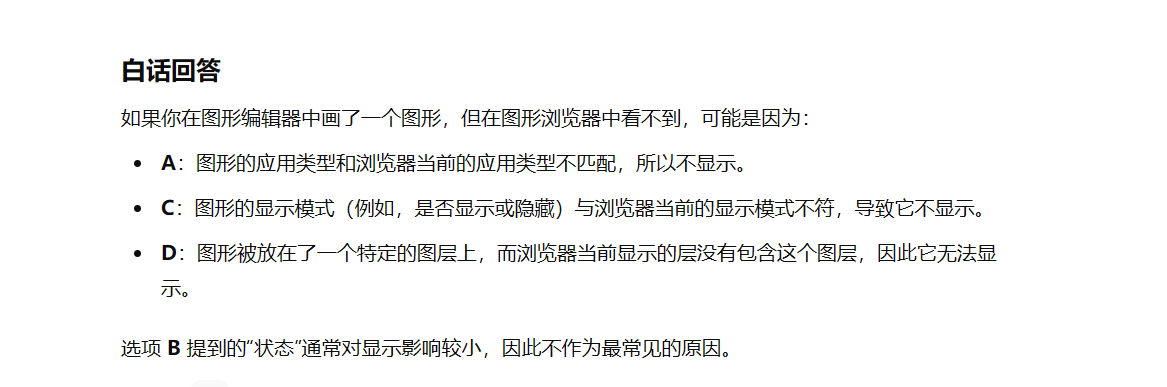 白话回答
如果你在图形编辑器中画了一个图形，但在图形浏览器中看不到，可能是因为：
• A：图形的应用类型和浏览器当前的应用类型不匹配，所以不显示。
• C：图形的显示模式（例如，是否显示或隐藏）与浏览器当前的显示模式不符，导致它不显示。
• D：图形被放在了一个特定的图层上，而浏览器当前显示的层没有包含这个图层，因此它无法显
示。
选项 B 提到的“状态”通常对显示影响较小，因此不作为最常见的原因。